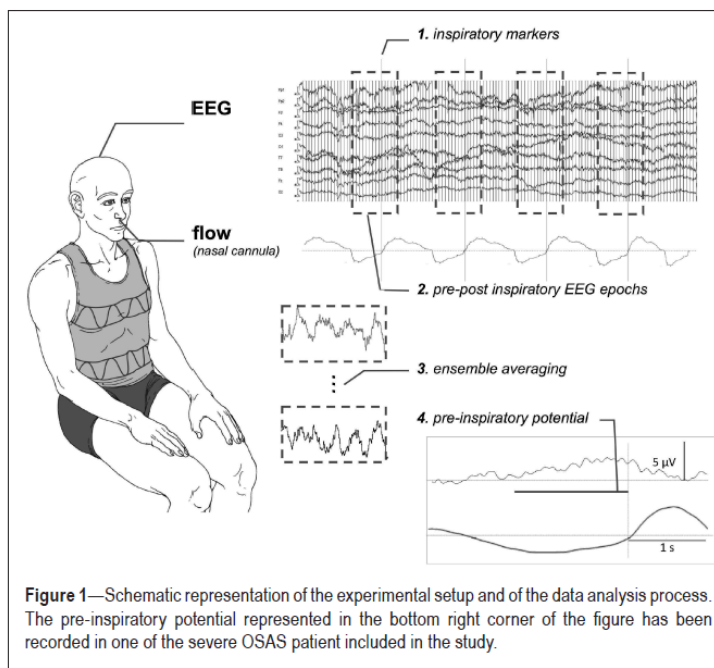 1. inspiratory markers
EEG
flow
(nasal cannula)
2. pre-post inspiratory EEG epochs
3. ensemble averaging
4. pre-inspiratory potential
5 µV
1 s
Figure 1—Schematic representation of the experimental setup and of the data analysis process.
The pre-inspiratory potential represented in the bottom right corner of the figure has been
recorded in one of the severe OSAS patient included in the study.